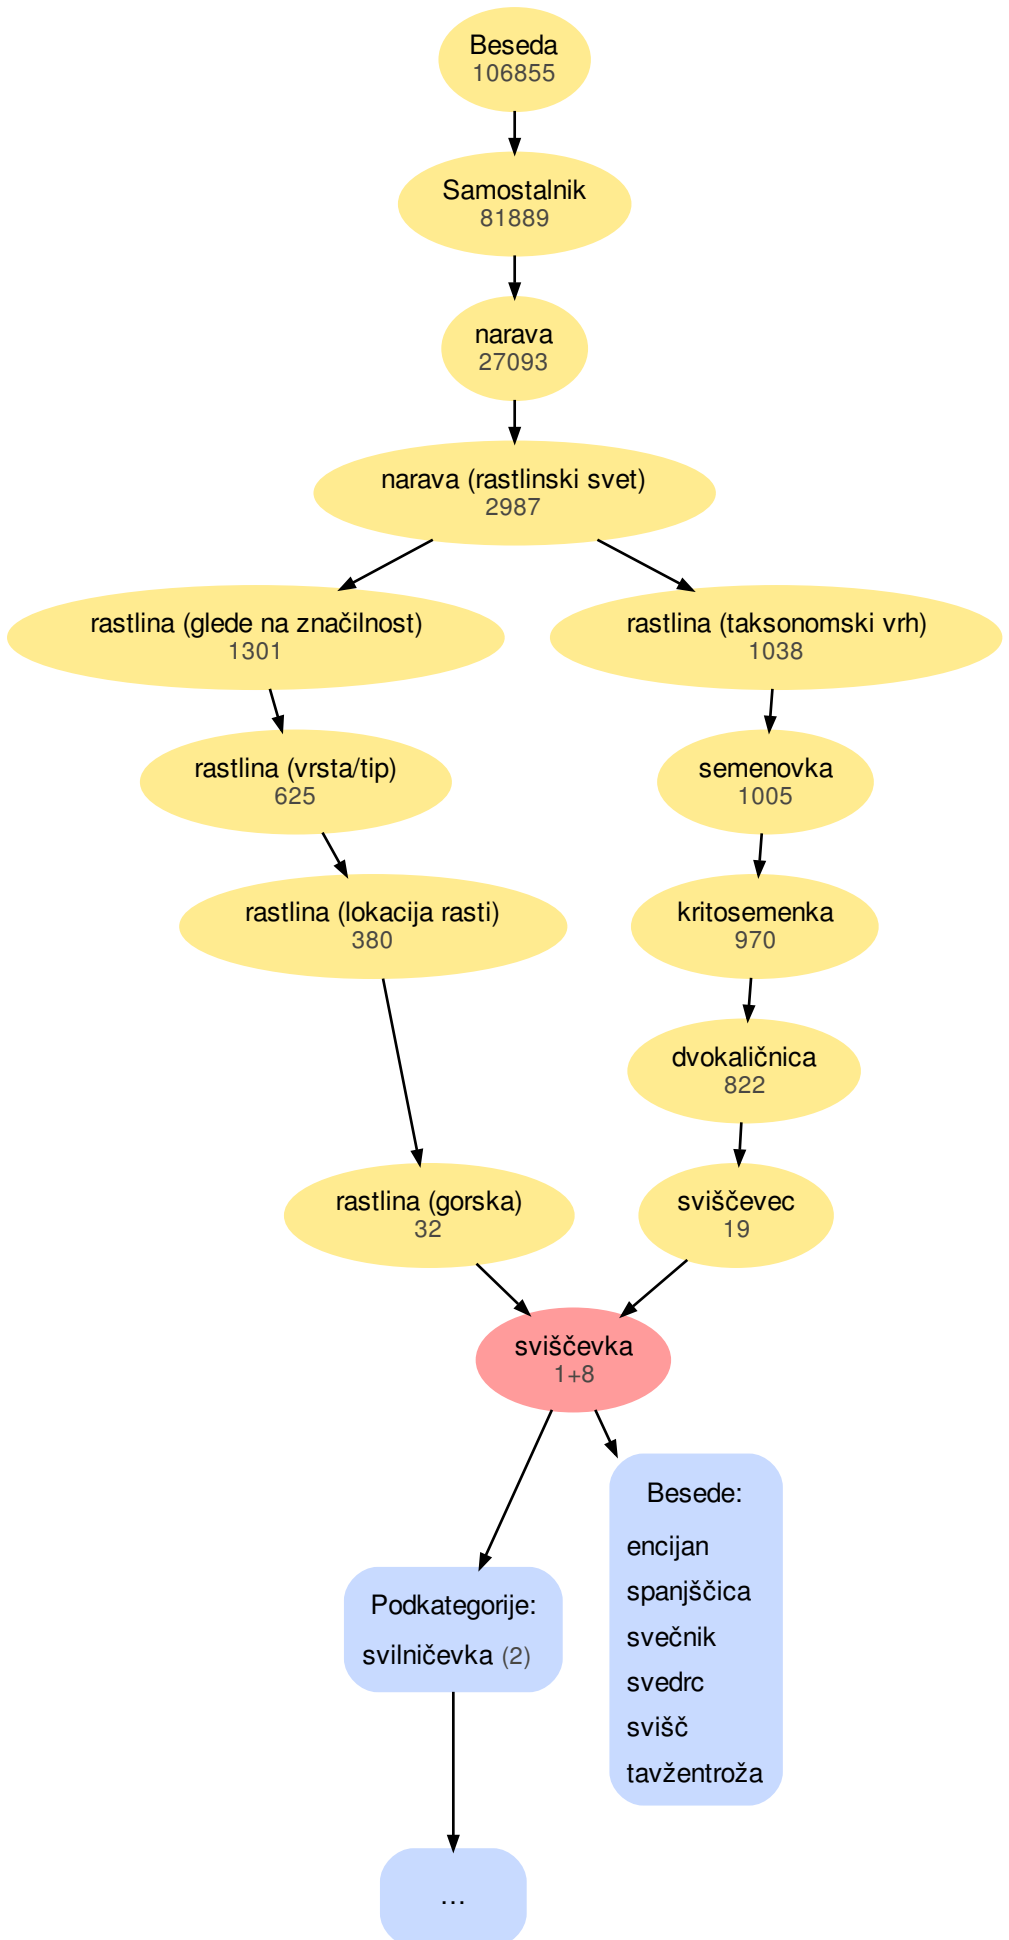 Beseda
106855
Samostalnik
81889
narava
27093
narava (rastlinski svet)
2987
rastlina (glede na značilnost)
1301
rastlina (taksonomski vrh)
1038
rastlina (vrsta/tip)
625
semenovka
1005
rastlina (lokacija rasti)
380
kritosemenka
970
dvokaličnica
822
rastlina (gorska)
32
sviščevec
19
sviščevka
1+8
Besede:
encijan
spanjščica
svečnik
svedrc
svišč
tavžentroža
Podkategorije:
svilničevka (2)
...